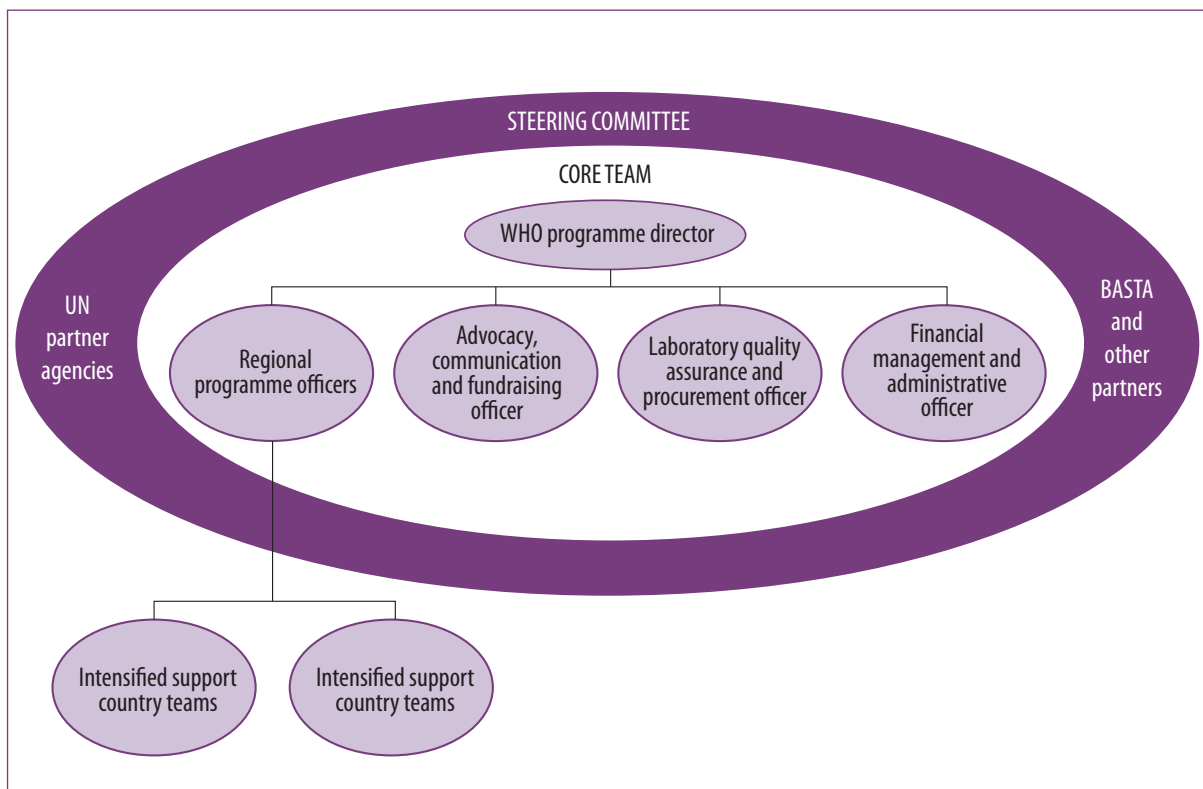 STEERING COMMITTEE
CORE TEAM
WHO programme director
UN
partner
agencies
BASTA
and
other
partners
Regional
programme officers
Advocacy,
communication
and fundraising
officer
Laboratory quality
assurance and
procurement officer
Financial
management and
administrative
officer
Intensified support
country teams
Intensified support
country teams